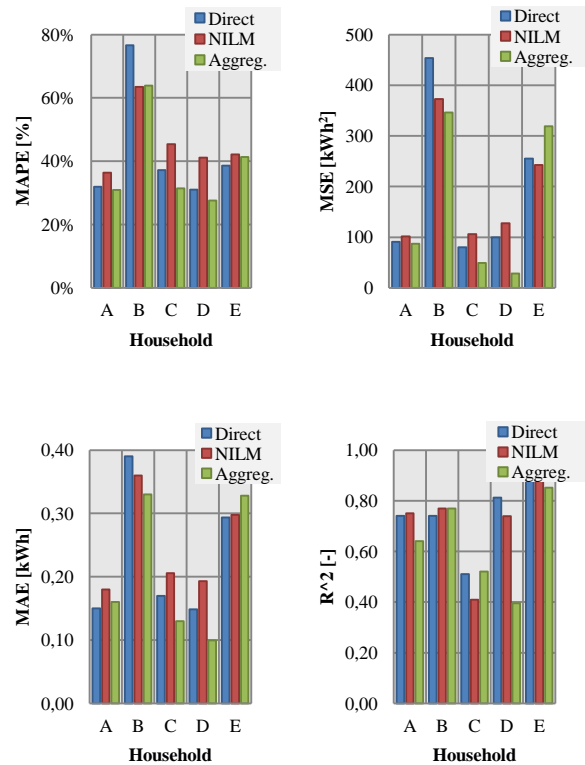 Direct
NILM
Aggreg.
80%
60%
40%
20%
0%
MAPE [%]
A B C D E
Household
Direct
NILM
Aggreg.
500
400
300
200
100
0
MSE [kWh²]
A B C D E
Household
Direct
NILM
Aggreg.
0,40
0,30
0,20
0,10
0,00
MAE [kWh]
A B C D E
Household
Direct
NILM
Aggreg.
1,00
0,80
0,60
0,40
0,20
0,00
R^2 [-]
A B C D E
Household